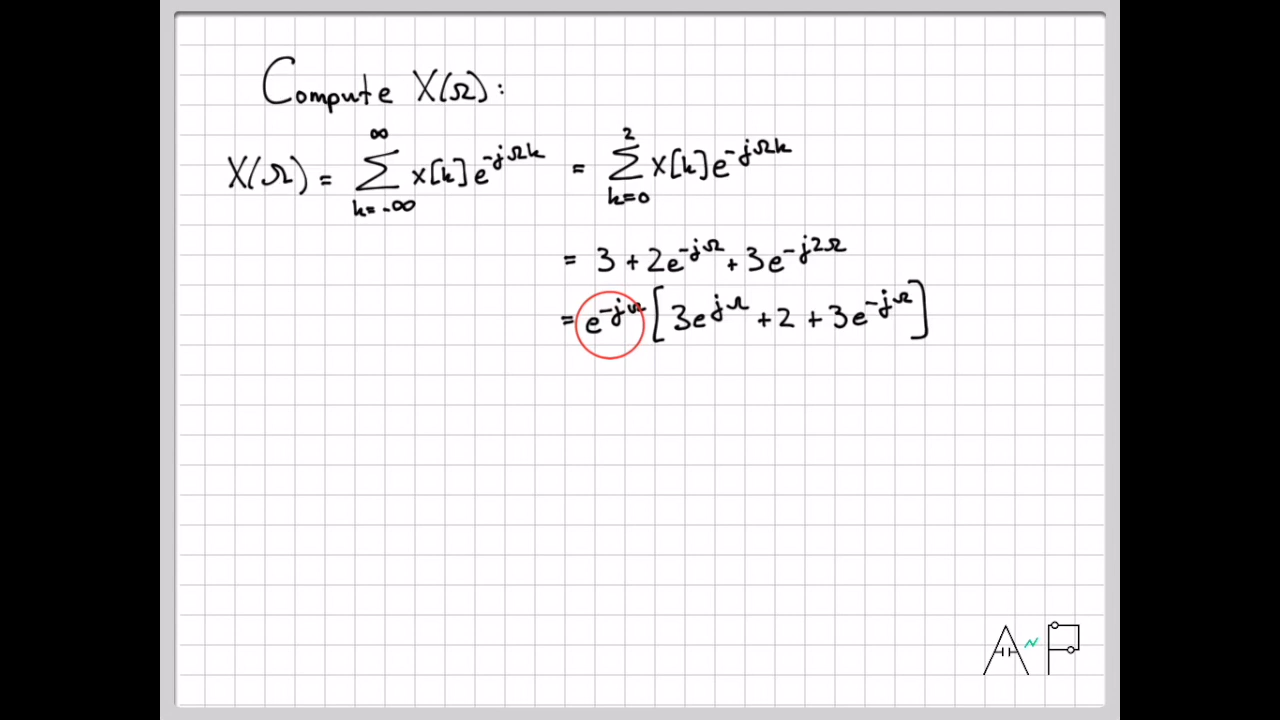 Compute X(Ω):
X(Ω) = ∑_{k=-∞}^{∞} x[k] e^{-jΩk} = ∑_{k=0}^{2} x[k] e^{-jΩk}
= 3 + 2e^{-jΩ} + 3e^{-j2Ω}
= e^{-jΩ} [3e^{jΩ} + 2 + 3e^{-jΩ}]
A P